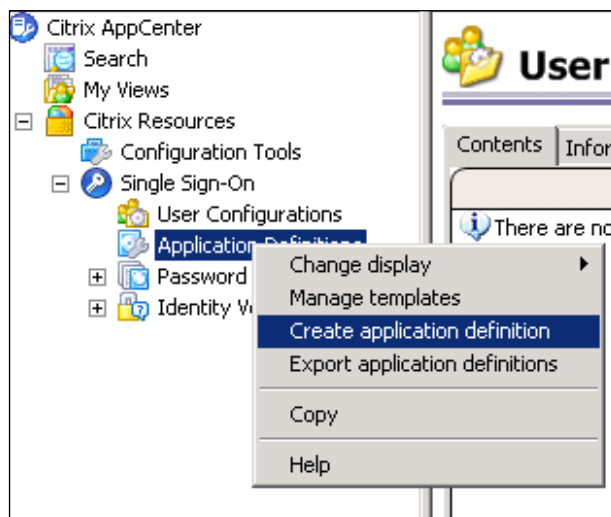 Citrix AppCenter
Search
My Views
Citrix Resources
Configuration Tools
Single Sign-On
User Configurations
Application Definitions
Password
Identity
User
Contents
Infor
There are no
Change display
Manage templates
Create application definition
Export application definitions
Copy
Help